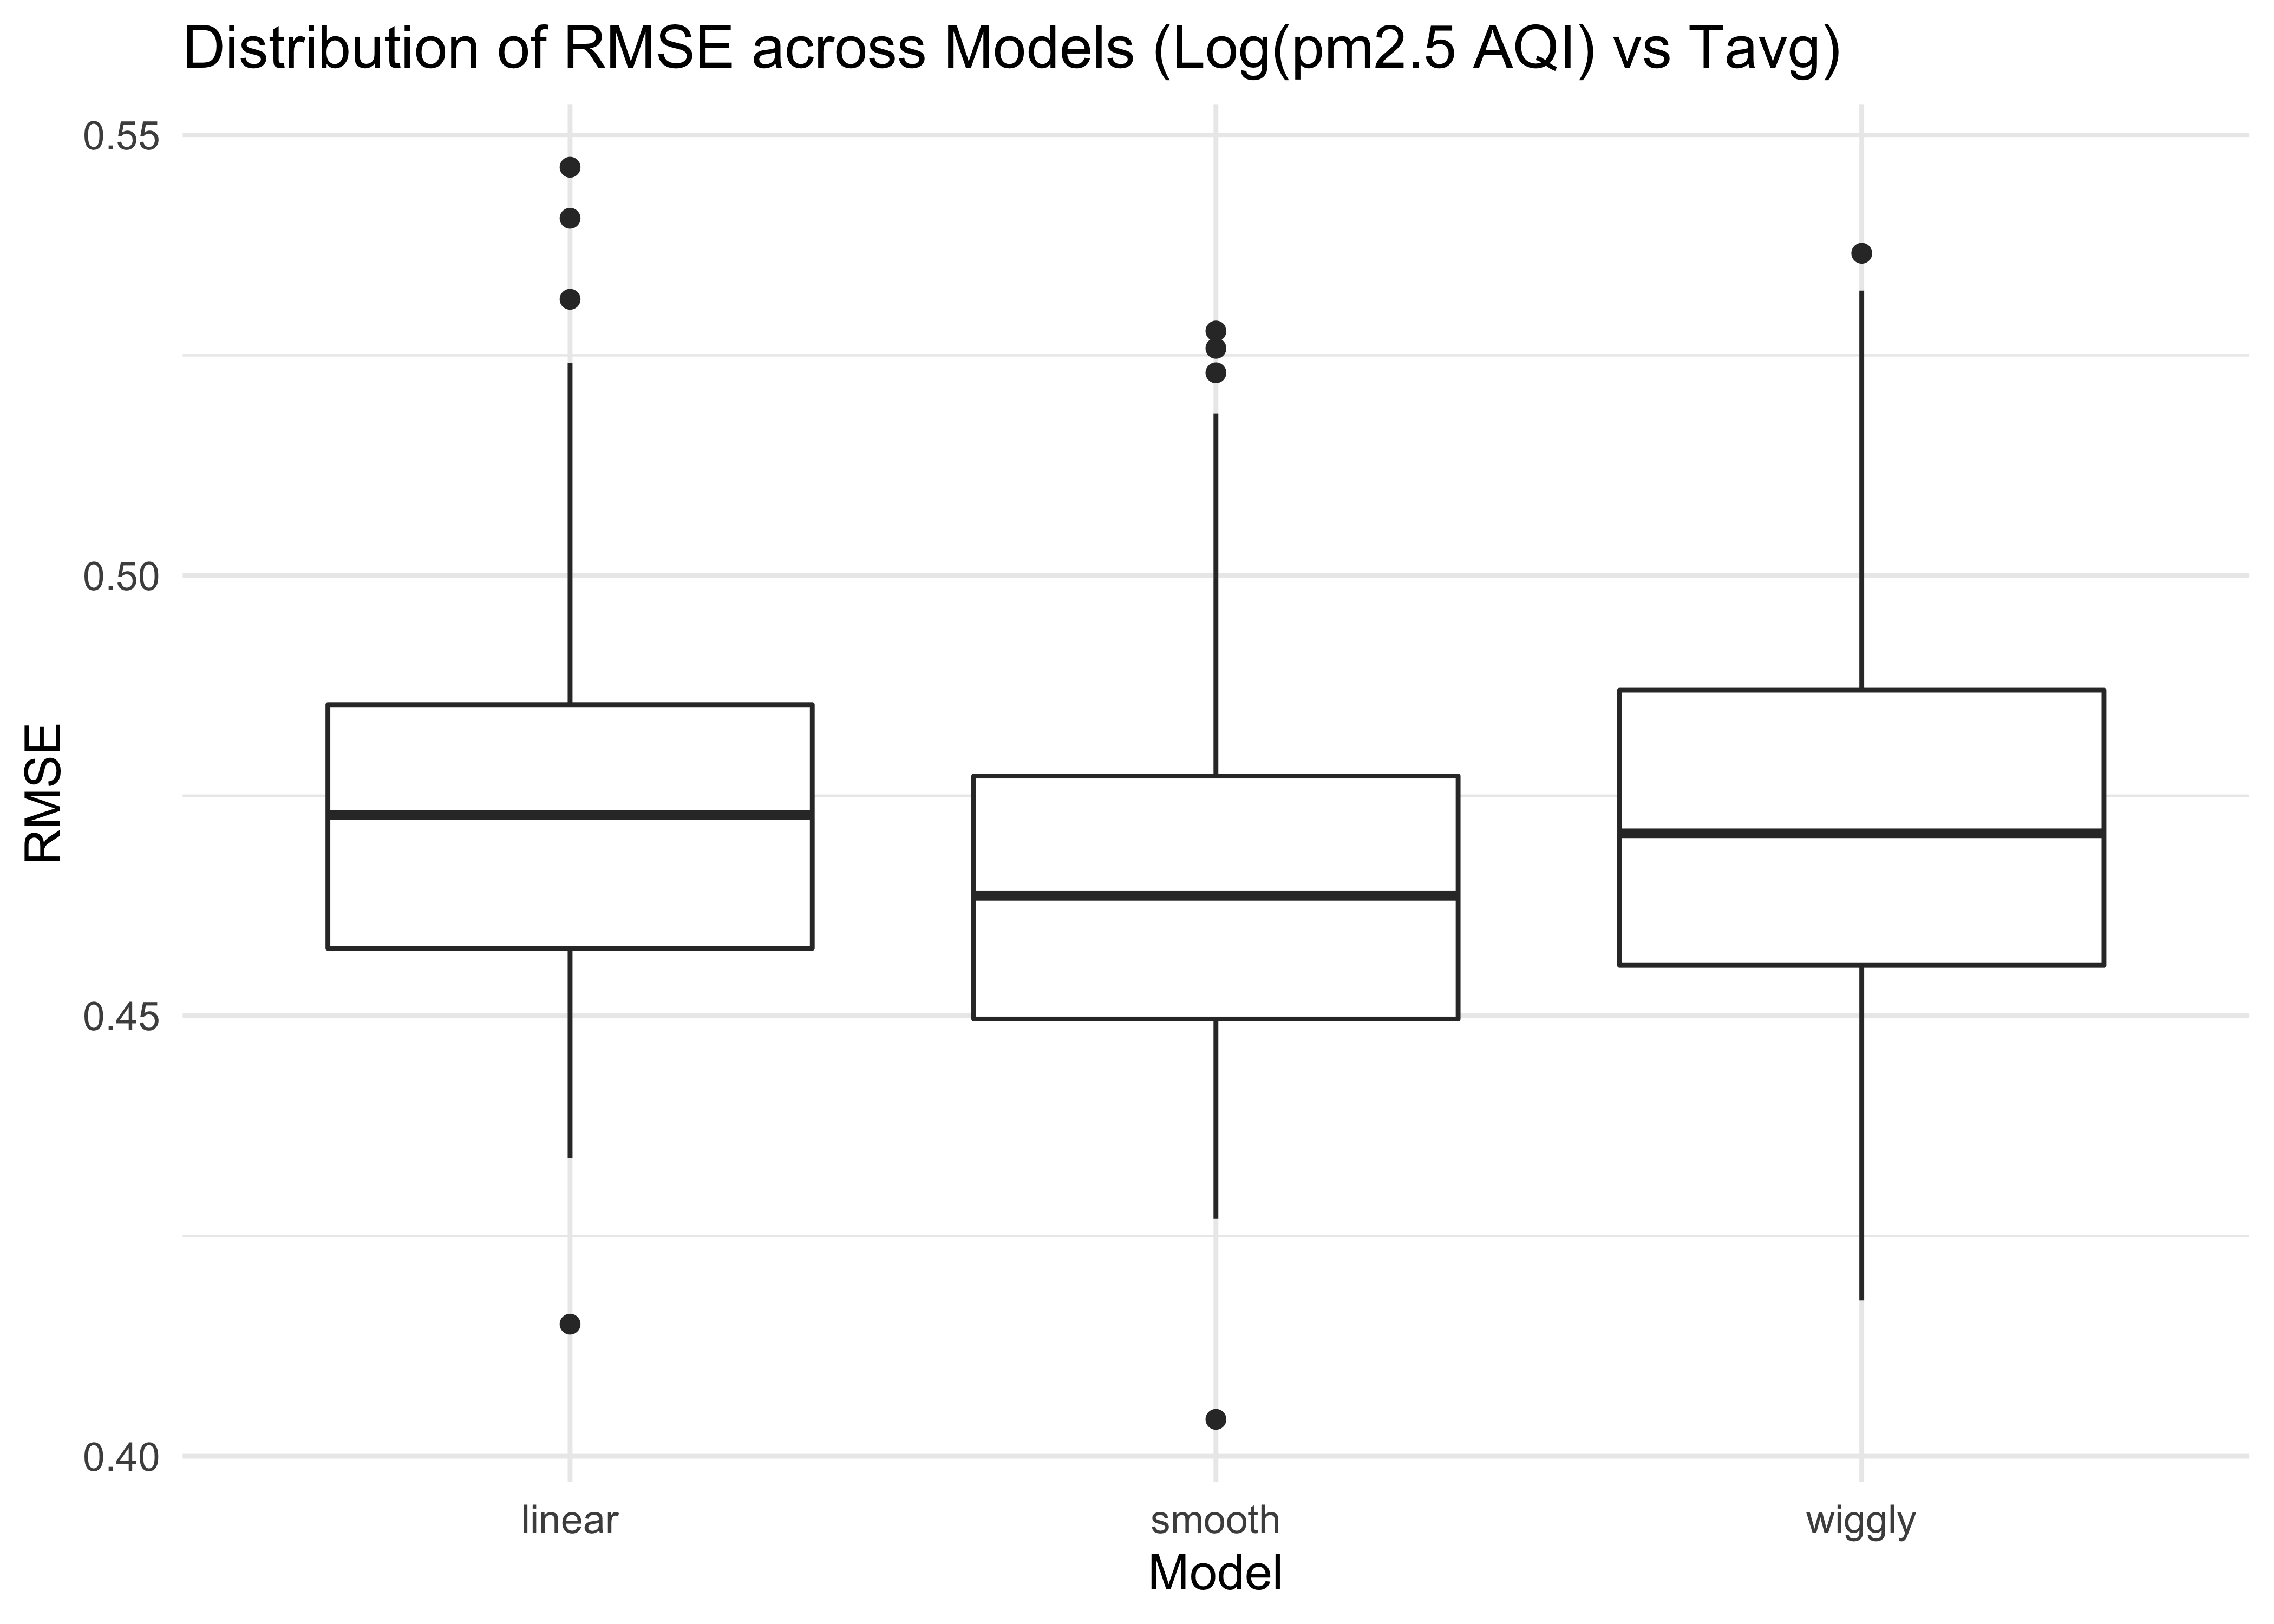 Distribution of RMSE across Models (Log(pm2.5 AQI) vs Tavg)
0.55
0.50
0.45
0.40
RMSE
linear
smooth
wiggly
Model